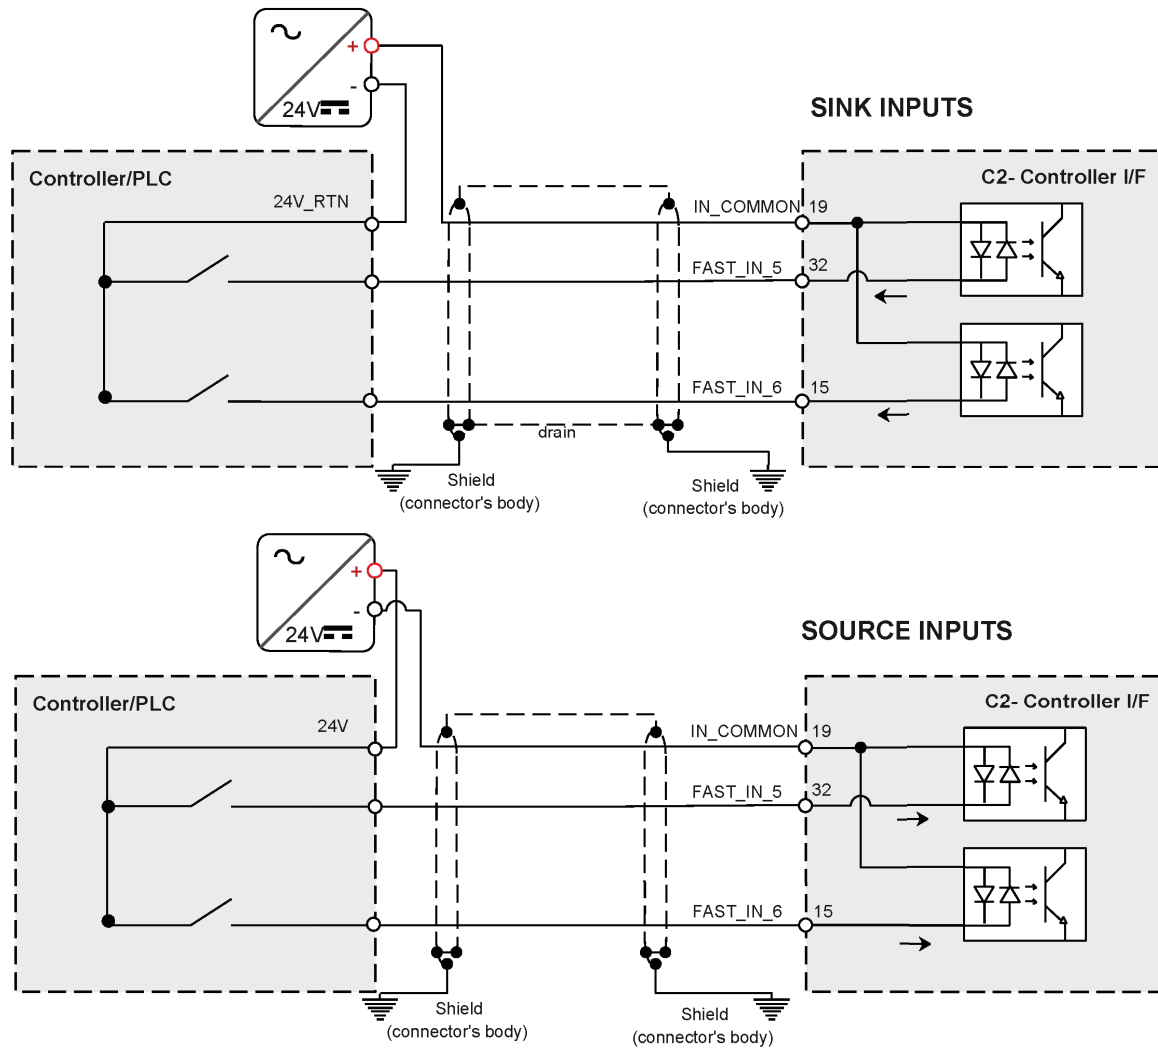 +
-
24V
SINK INPUTS
Controller/PLC
C2- Controller I/F
24V_RTN
IN_COMMON 19
FAST_IN_5 32
FAST_IN_6 15
drain
Shield
(connector's body)
Shield
(connector's body)
+
-
24V
SOURCE INPUTS
Controller/PLC
C2- Controller I/F
24V
IN_COMMON 19
FAST_IN_5 32
FAST_IN_6 15
Shield
(connector's body)
Shield
(connector's body)